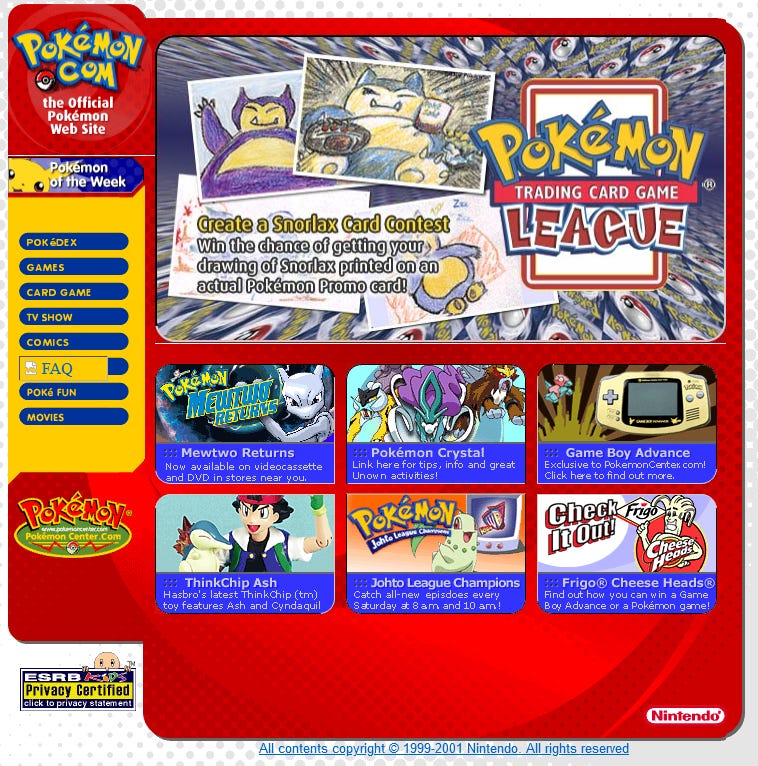 POKéMON
.COM
the Official
Pokémon
Web Site
Pokémon
of the Week
POKéDEX
GAMES
CARD GAME
TV SHOW
COMICS
FAQ
POKé FUN
MOVIES
POKéMON®
www.pokemoncenter.com
Pokémon Center.Com
ESRB KIDS TM
Privacy Certified
click to privacy statement
Create a Snorlax Card Contest
Win the chance of getting your
drawing of Snorlax printed on an
actual Pokémon Promo card!
Zzz
POKéMON
TRADING CARD GAME ®
LEAGUE
POKéMON
MEWTWO
RETURNS
::: Mewtwo Returns
Now available on videocassette
and DVD in stores near you.
::: Pokémon Crystal
Link here for tips, info and great
Unown activities!
::: Game Boy Advance
Exclusive to PokemonCenter.com!
Click here to find out more.
::: ThinkChip Ash
Hasbro's latest ThinkChip (tm)
toy features Ash and Cyndaquil
POKéMON
Johto League Champions
::: Johto League Champions
Catch all-new episdoes every
Saturday at 8 a.m. and 10 a.m.!
Check
It Out!
Frigo
Cheese
Heads
::: Frigo® Cheese Heads®
Find out how you can win a Game
Boy Advance or a Pokémon game!
Nintendo®
All contents copyright © 1999-2001 Nintendo. All rights reserved